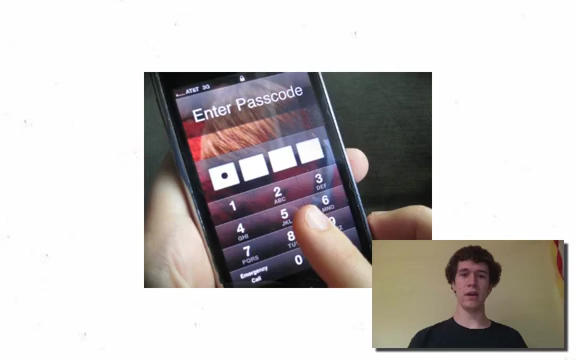 AT&T 3G
Enter Passcode
1 2 3
ABC DEF
4 5 6
GHI JKL MNO
7 8 9
PQRS
Emergency 0
Call